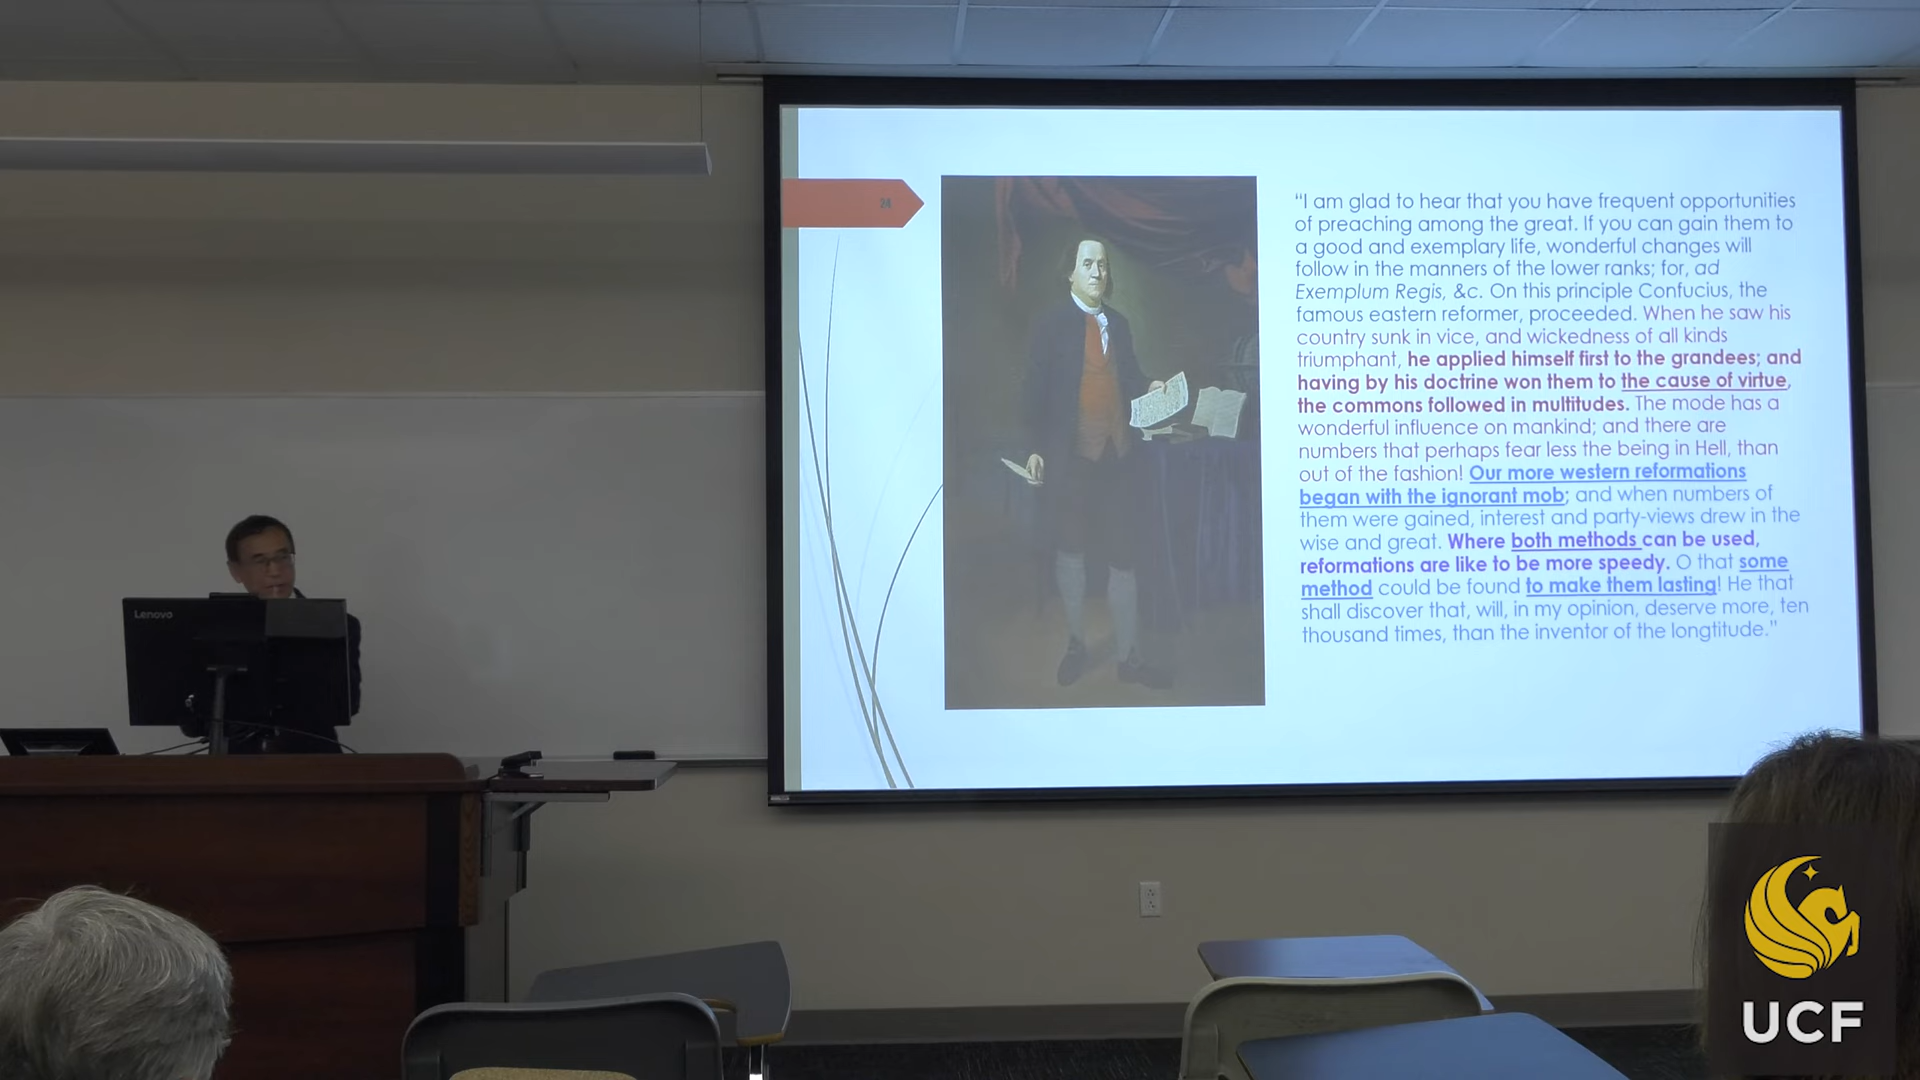 24
“I am glad to hear that you have frequent opportunities
of preaching among the great. If you can gain them to
a good and exemplary life, wonderful changes will
follow in the manners of the lower ranks; for, ad
Exemplum Regis, &c. On this principle Confucius, the
famous eastern reformer, proceeded. When he saw his
country sunk in vice, and wickedness of all kinds
triumphant, he applied himself first to the grandees; and
having by his doctrine won them to the cause of virtue,
the commons followed in multitudes. The mode has a
wonderful influence on mankind; and there are
numbers that perhaps fear less the being in Hell, than
out of the fashion! Our more western reformations
began with the ignorant mob; and when numbers of
them were gained, interest and party-views drew in the
wise and great. Where both methods can be used,
reformations are like to be more speedy. O that some
method could be found to make them lasting! He that
shall discover that, will, in my opinion, deserve more, ten
thousand times, than the inventor of the longtitude.”
Lenovo
UCF